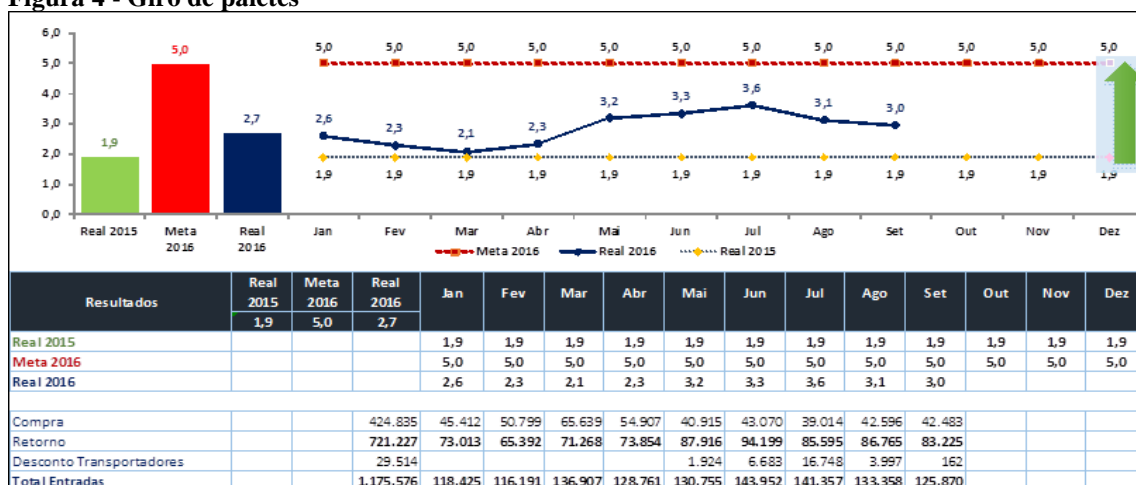 Figura 4 - Giro de paletes
6,0
5,0
4,0
3,0
2,0
1,0
0,0
1,9
5,0
2,7
Real 2015
Meta 2016
Real 2016
5,0 5,0 5,0 5,0 5,0 5,0 5,0 5,0 5,0 5,0 5,0 5,0
2,6 2,3 2,1 2,3 3,2 3,3 3,6 3,1 3,0
1,9 1,9 1,9 1,9 1,9 1,9 1,9 1,9 1,9 1,9 1,9 1,9
Jan Fev Mar Abr Mai Jun Jul Ago Set Out Nov Dez
Meta 2016 Real 2016 Real 2015
Resultados Real 2015 Meta 2016 Real 2016 Jan Fev Mar Abr Mai Jun Jul Ago Set Out Nov Dez
1,9 5,0 2,7
Real 2015 1,9 1,9 1,9 1,9 1,9 1,9 1,9 1,9 1,9 1,9 1,9 1,9
Meta 2016 5,0 5,0 5,0 5,0 5,0 5,0 5,0 5,0 5,0 5,0 5,0 5,0
Real 2016 2,6 2,3 2,1 2,3 3,2 3,3 3,6 3,1 3,0
Compra 424.835 45.412 50.799 65.639 54.907 40.915 43.070 39.014 42.596 42.483
Retorno 721.227 73.013 65.392 71.268 73.854 87.916 94.199 85.595 86.765 83.225
Desconto Transportadores 29.514 1.924 6.683 16.748 3.997 162
Total Entradas 1.175.576 118.425 116.191 136.907 128.761 130.755 143.952 141.357 133.358 125.870